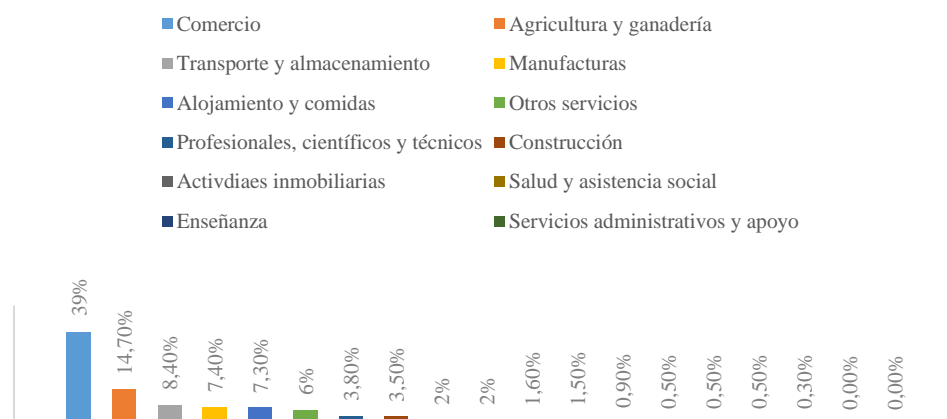 Comercio
Agricultura y ganadería
Transporte y almacenamiento
Manufacturas
Alojamiento y comidas
Otros servicios
Profesionales, científicos y técnicos
Construcción
Activdiaes inmobiliarias
Salud y asistencia social
Enseñanza
Servicios administrativos y apoyo
39%
14,70%
8,40%
7,40%
7,30%
6%
3,80%
3,50%
2%
2%
1,60%
1,50%
0,90%
0,50%
0,50%
0,50%
0,30%
0,00%
0,00%